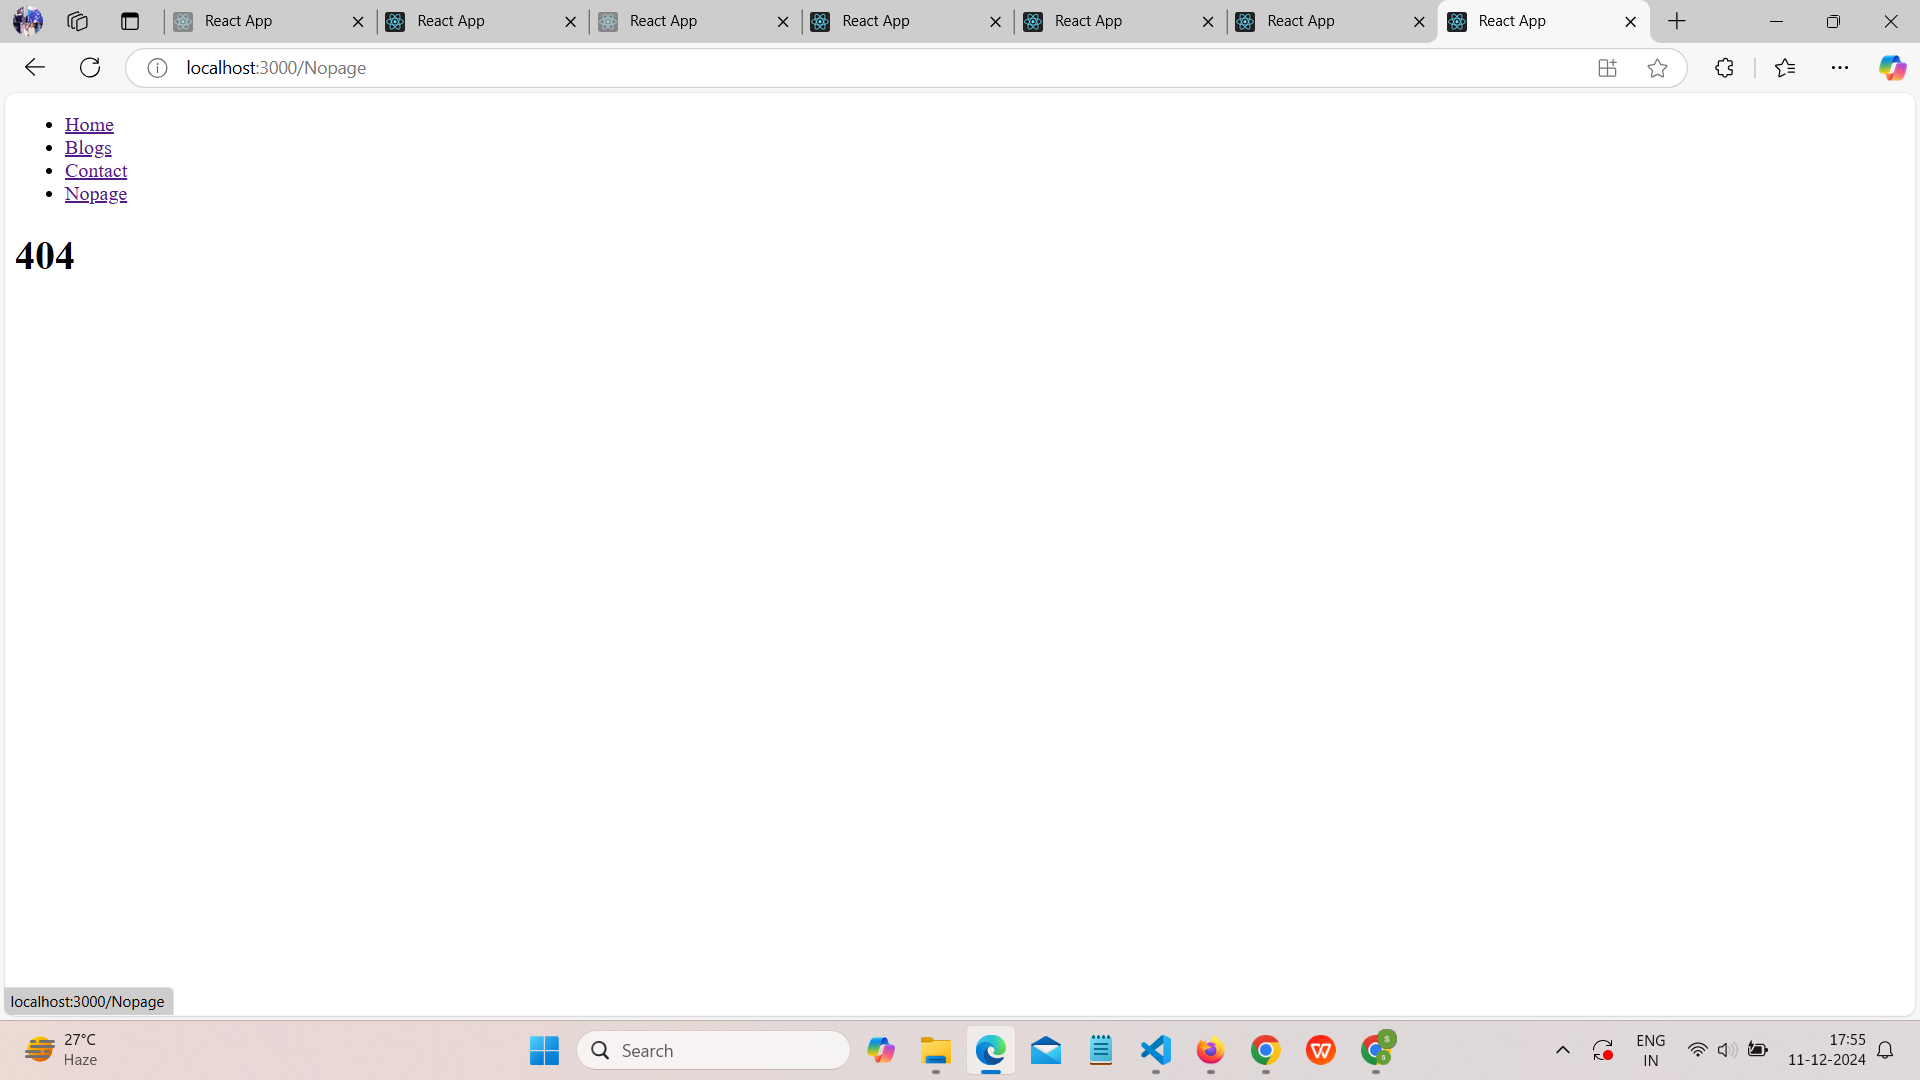 React App
React App
React App
React App
React App
React App
React App
localhost:3000/Nopage
Home
Blogs
Contact
Nopage
404
localhost:3000/Nopage
27°C
Haze
Search
S
S
ENG
IN
17:55
11-12-2024